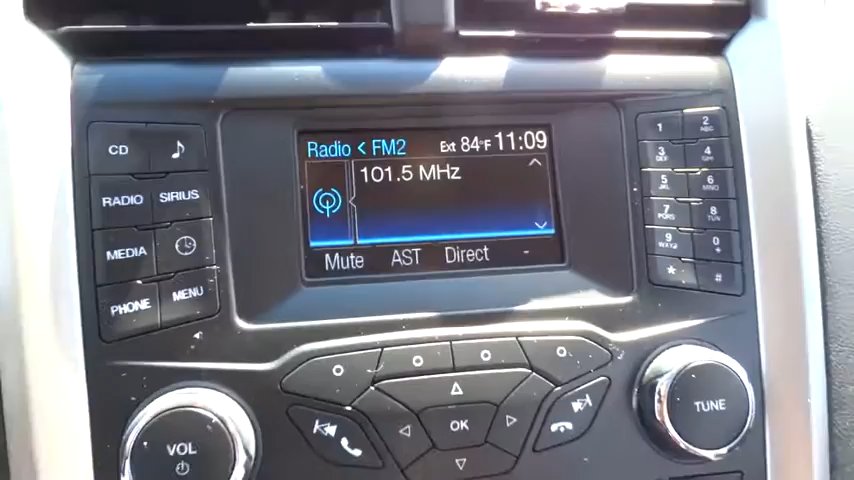 Radio < FM2 Ext 84°F 11:09
101.5 MHz
Mute AST Direct -
CD
RADIO SIRIUS
MEDIA
PHONE MENU
1 2 ABC
3 DEF 4 GHI
5 JKL 6 MNO
7 PQRS 8 TUV
9 WXYZ 0 +
* #
VOL
OK
TUNE